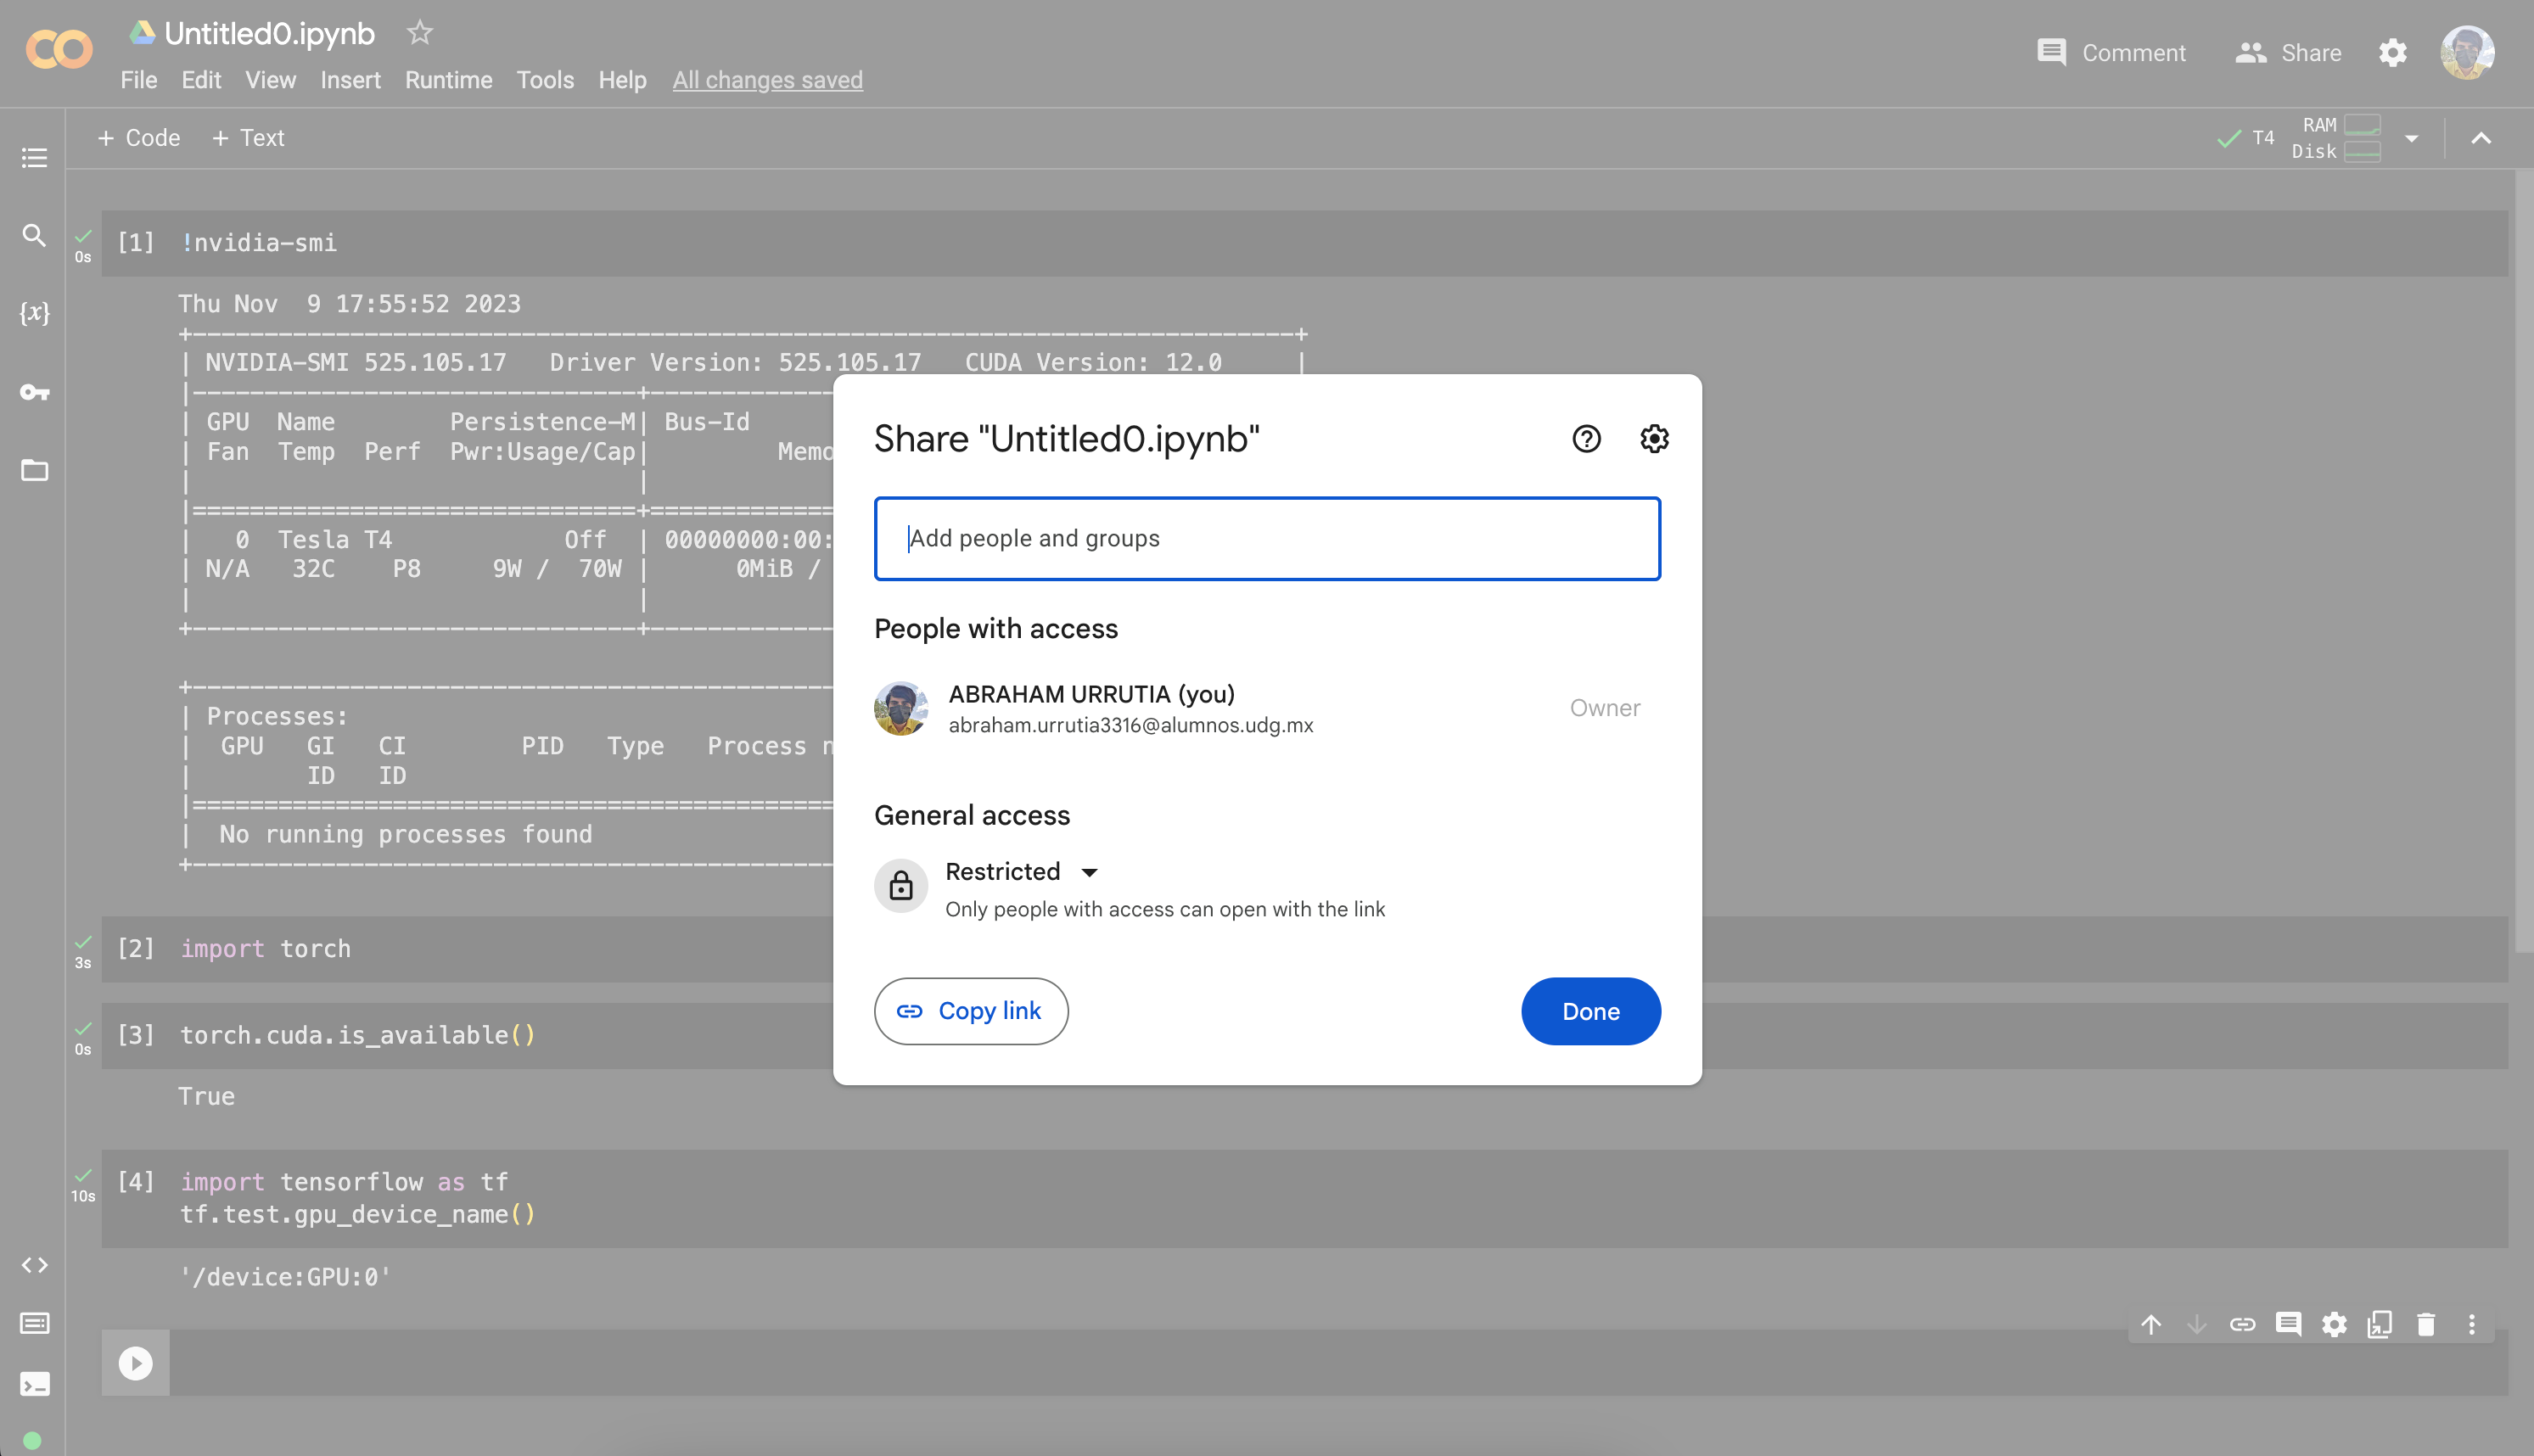 Untitled0.ipynb
File Edit View Insert Runtime Tools Help All changes saved
Comment Share
+ Code + Text
T4 RAM
Disk
{x}
0s
[1] !nvidia-smi
Thu Nov  9 17:55:52 2023
+-----------------------------------------------------------------------------+
| NVIDIA-SMI 525.105.17   Driver Version: 525.105.17   CUDA Version: 12.0     |
|-------------------------------+-------------
| GPU  Name        Persistence-M| Bus-Id
| Fan  Temp  Perf  Pwr:Usage/Cap|         Memo
|                               |
|===============================+=============
|   0  Tesla T4            Off  | 00000000:00:
| N/A   32C    P8     9W /  70W |      0MiB /
|                               |
+-------------------------------+-------------
+---------------------------------------------
| Processes:
|  GPU   GI   CI        PID   Type   Process n
|        ID   ID
|=============================================
|  No running processes found
+---------------------------------------------
3s
[2] import torch
0s
[3] torch.cuda.is_available()
True
10s
[4] import tensorflow as tf
tf.test.gpu_device_name()
'/device:GPU:0'
Share "Untitled0.ipynb"
Add people and groups
People with access
ABRAHAM URRUTIA (you)
abraham.urrutia3316@alumnos.udg.mx
Owner
General access
Restricted
Only people with access can open with the link
Copy link
Done